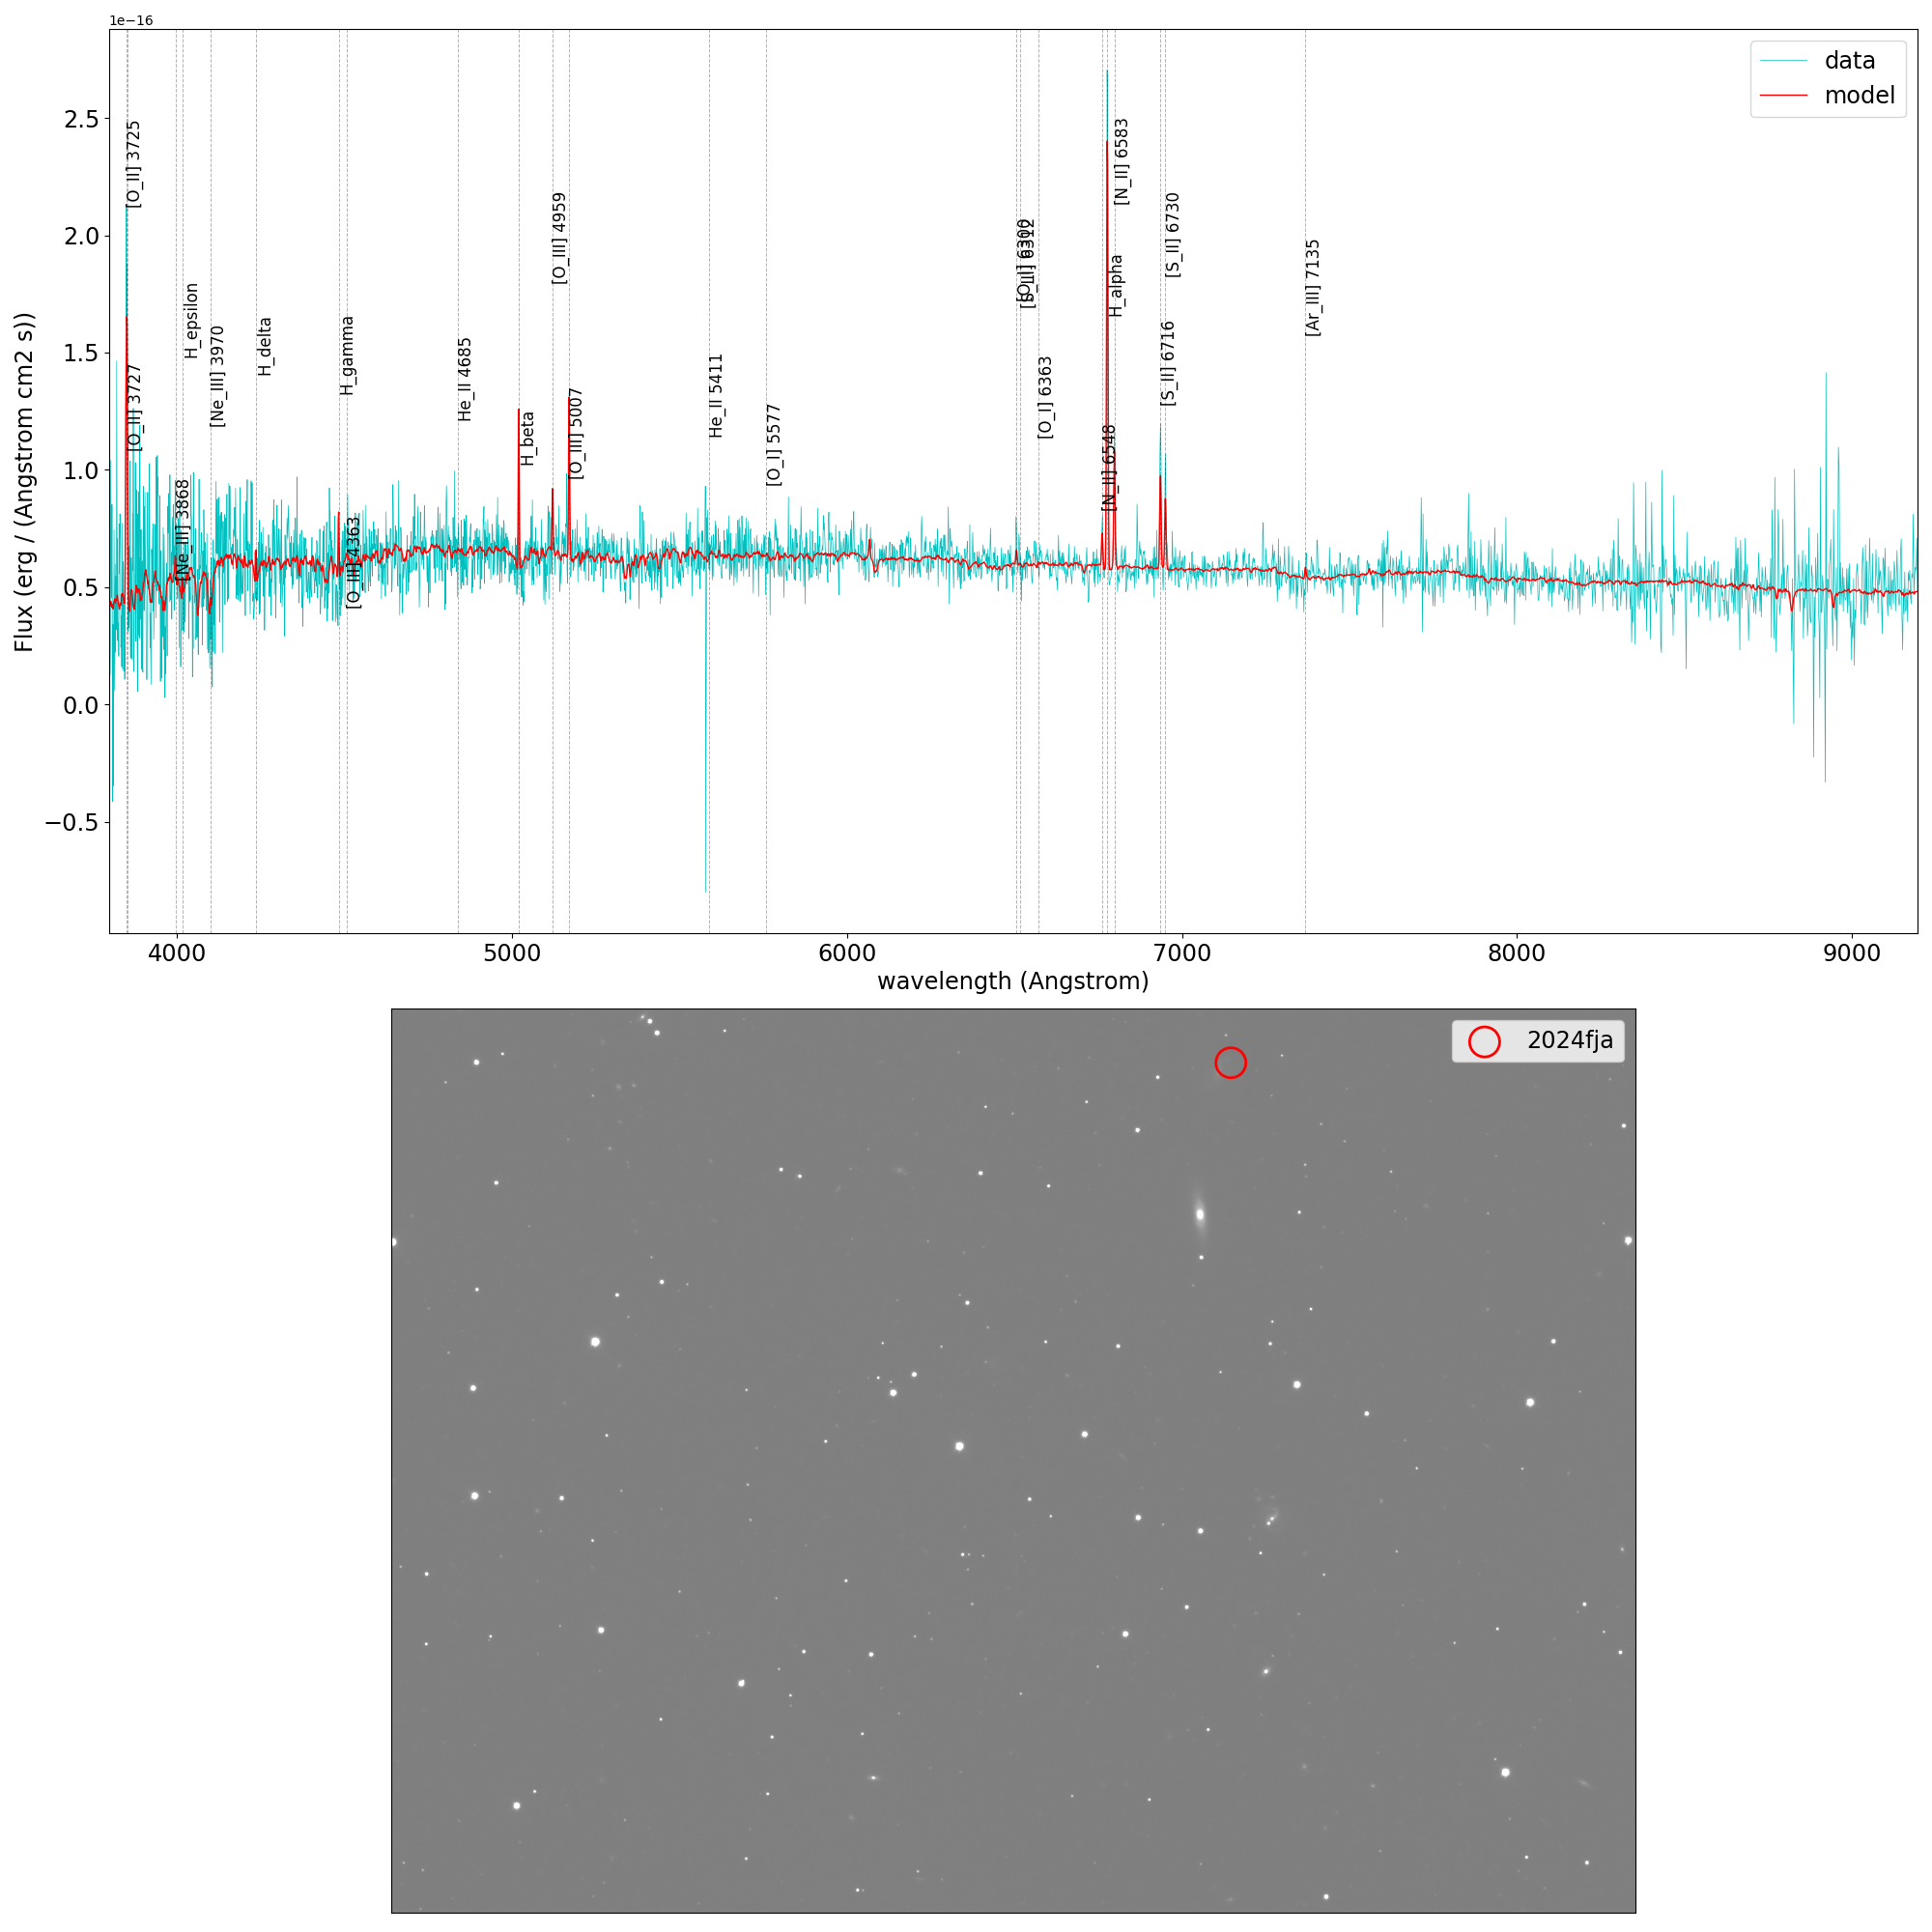 1e−16
data
model
[O_II] 3725
[O_II] 3727
[Ne_III] 3868
H_epsilon
[Ne_III] 3970
H_delta
H_gamma
[O_III] 4363
He_II 4685
H_beta
[O_III] 4959
[O_III] 5007
He_II 5411
[O_I] 5577
[O_I] 6300
[S_III] 6312
[O_I] 6363
[N_II] 6548
H_alpha
[N_II] 6583
[S_II] 6716
[S_II] 6730
[Ar_III] 7135
2.5
2.0
1.5
1.0
0.5
0.0
−0.5
Flux (erg / (Angstrom cm2 s))
4000 5000 6000 7000 8000 9000
wavelength (Angstrom)
2024fja